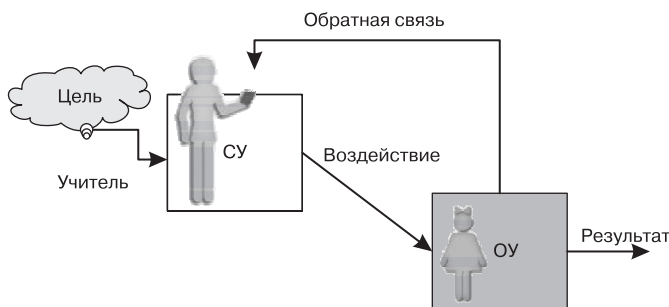 Обратная связь
Цель
СУ
Воздействие
Учитель
Результат
ОУ